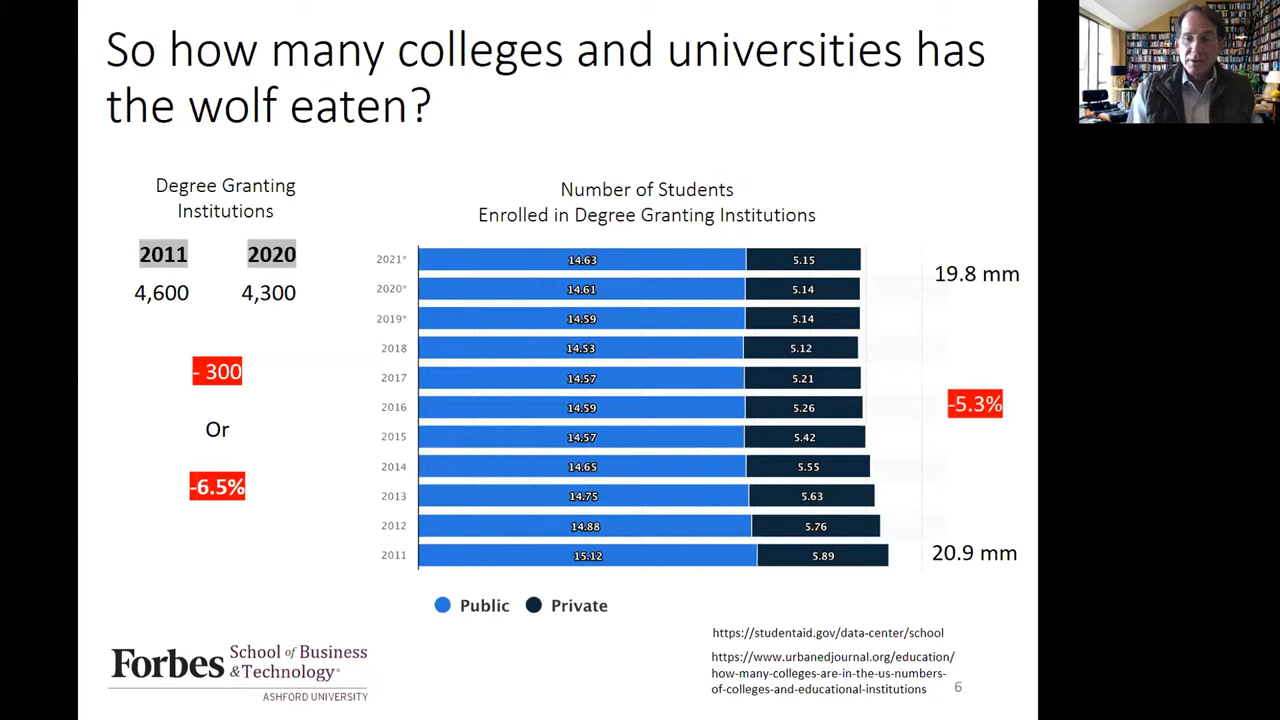 So how many colleges and universities has
the wolf eaten?
Degree Granting
Institutions
2011 2020
4,600 4,300
- 300
Or
-6.5%
Number of Students
Enrolled in Degree Granting Institutions
2021* 14.63 5.15
19.8 mm
2020* 14.61 5.14
2019* 14.59 5.14
2018 14.53 5.12
2017 14.57 5.21
2016 14.59 5.26
-5.3%
2015 14.57 5.42
2014 14.65 5.55
2013 14.75 5.63
2012 14.88 5.76
2011 15.12 5.89
20.9 mm
Public Private
Forbes School of Business
&Technology®
ASHFORD UNIVERSITY
https://studentaid.gov/data-center/school
https://www.urbanedjournal.org/education/
how-many-colleges-are-in-the-us-numbers-
of-colleges-and-educational-institutions
6